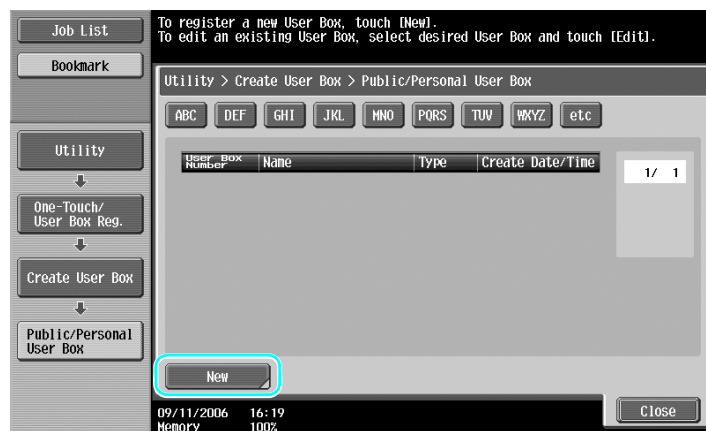 Job List
Bookmark
To register a new User Box, touch [New].
To edit an existing User Box, select desired User Box and touch [Edit].
Utility > Create User Box > Public/Personal User Box
ABC DEF GHI JKL MNO PQRS TUV WXYZ etc
Utility
One-Touch/
User Box Reg.
Create User Box
Public/Personal
User Box
User Box
Number
Name Type Create Date/Time
1/ 1
New
09/11/2006 16:19
Memory 100%
Close